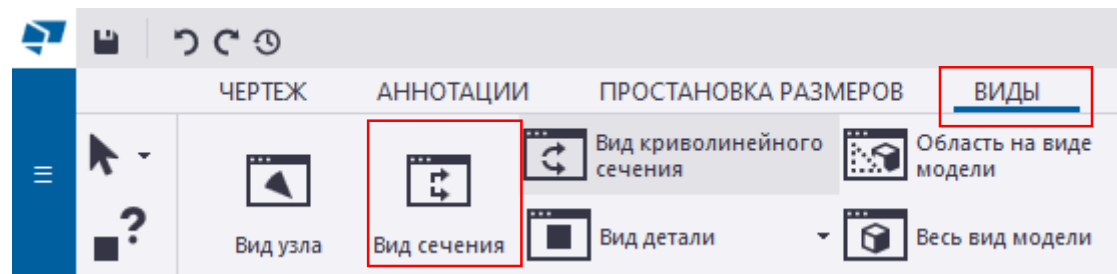 ЧЕРТЕЖ АННОТАЦИИ ПРОСТАНОВКА РАЗМЕРОВ ВИДЫ
Вид узла
Вид сечения
Вид криволинейного
сечения
Вид детали
Область на виде
модели
Весь вид модели